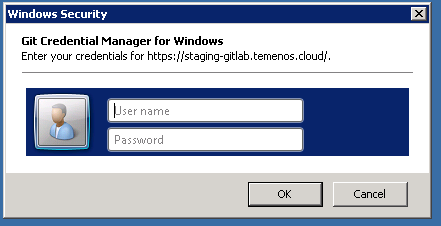 Windows Security
Git Credential Manager for Windows
Enter your credentials for https://staging-gitlab.temenos.cloud/.
User name
Password
OK
Cancel